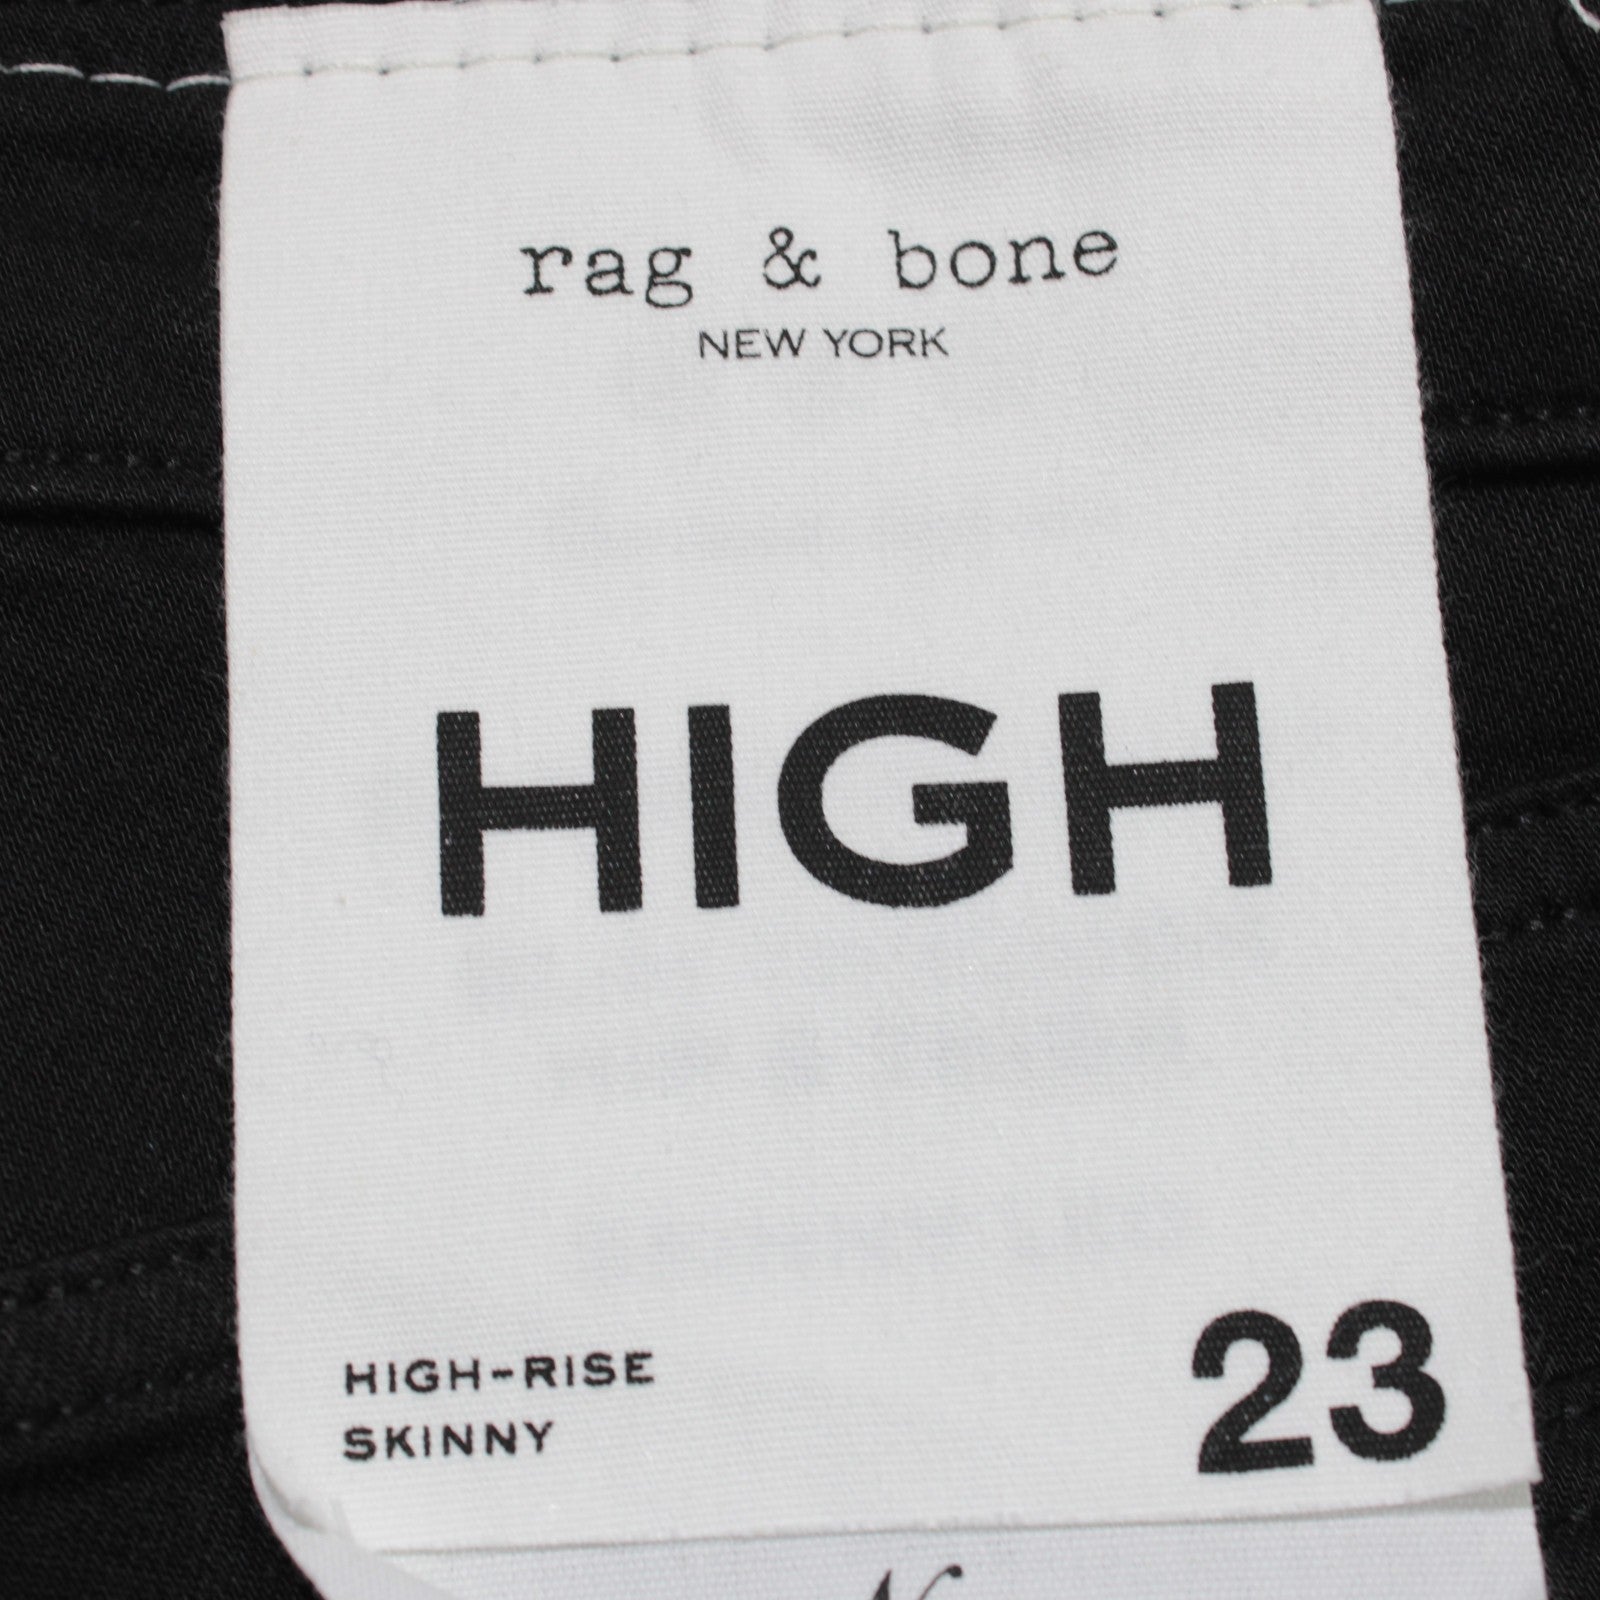 rag & bone
NEW YORK
HIGH
HIGH-RISE
SKINNY
23